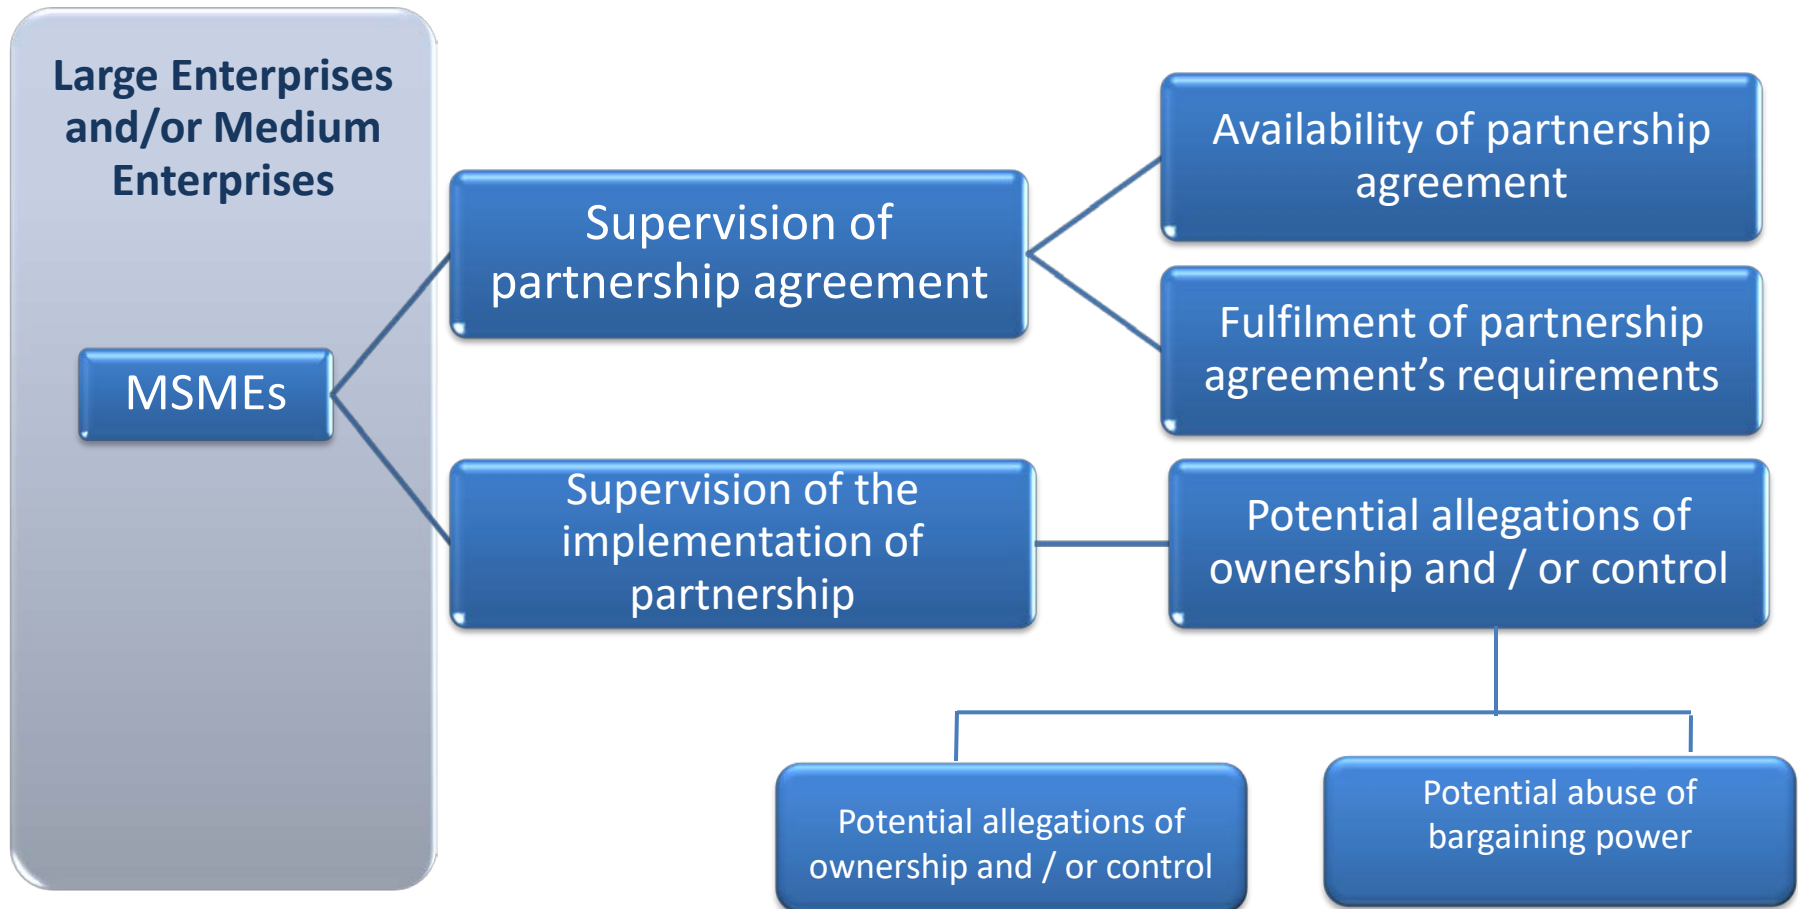 Large Enterprises
and/or Medium
Enterprises
MSMEs
Supervision of
partnership agreement
Availability of partnership
agreement
Fulfilment of partnership
agreement’s requirements
Supervision of the
implementation of
partnership
Potential allegations of
ownership and / or control
Potential allegations of
ownership and / or control
Potential abuse of
bargaining power